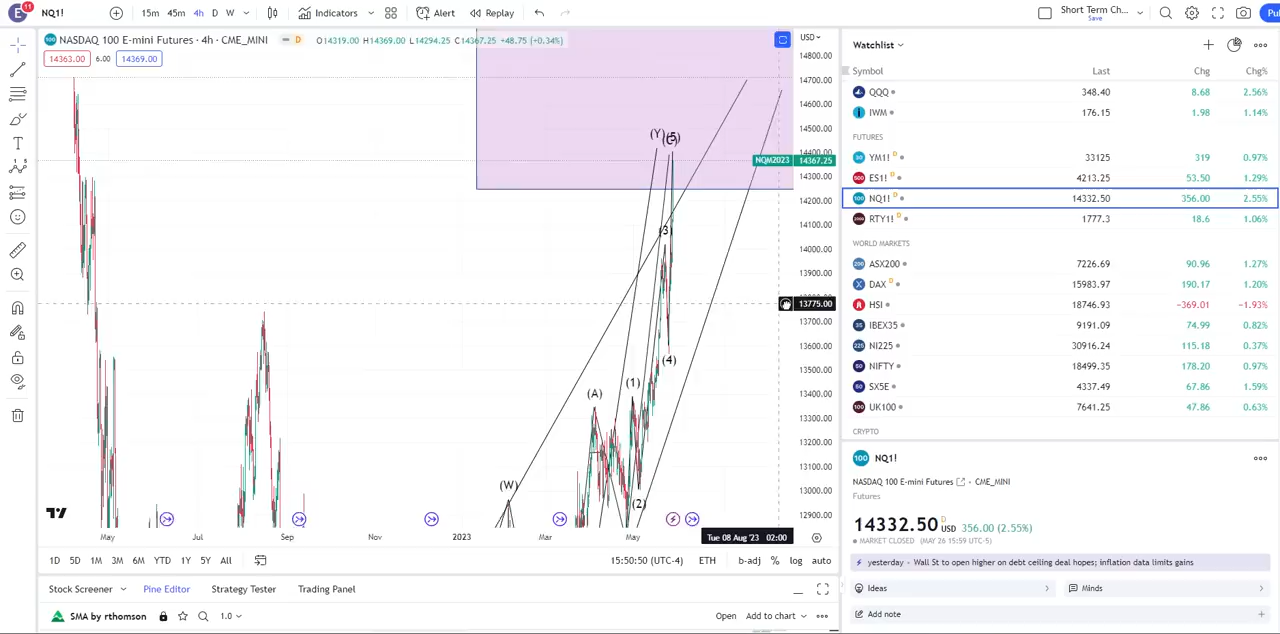 E 11 NQ1! 15m 45m 4h D W Indicators Alert Replay Short Term Ch... Save Pu
100 NASDAQ 100 E-mini Futures · 4h · CME_MINI D O14319.00 H14369.00 L14294.25 C14367.25 +48.75 (+0.34%) USD
14363.00 6.00 14369.00
14800.00
14700.00
14600.00
14500.00
14400.00
NQM2023 14367.25
14300.00
14200.00
14100.00
14000.00
13900.00
13775.00
13700.00
13600.00
13500.00
13400.00
13300.00
13200.00
13100.00
13000.00
12900.00
(Y)
(3)
(4)
(1)
(A)
(W)
(2)
May Jul Sep Nov 2023 Mar May Tue 08 Aug '23 02:00
1D 5D 1M 3M 6M YTD 1Y 5Y All 15:50:50 (UTC-4) ETH b-adj % log auto
Stock Screener Pine Editor Strategy Tester Trading Panel
SMA by rthomson 1.0 Open Add to chart
Watchlist
Symbol Last Chg Chg%
QQQ 348.40 8.68 2.56%
IWM 176.15 1.98 1.14%
FUTURES
YM1! D 33125 319 0.97%
ES1! D 4213.25 53.50 1.29%
NQ1! D 14332.50 356.00 2.55%
RTY1! D 1777.3 18.6 1.06%
WORLD MARKETS
ASX200 7226.69 90.96 1.27%
DAX D 15983.97 190.17 1.20%
HSI 18746.93 −369.01 −1.93%
IBEX35 9191.09 74.99 0.82%
NI225 30916.24 115.18 0.37%
NIFTY 18499.35 178.20 0.97%
SX5E 4337.49 67.86 1.59%
UK100 7641.25 47.86 0.63%
CRYPTO
100 NQ1!
NASDAQ 100 E-mini Futures · CME_MINI
Futures
14332.50 D USD 356.00 (2.55%)
MARKET CLOSED (MAY 26 15:59 UTC-5)
yesterday · Wall St to open higher on debt ceiling deal hopes; inflation data limits gains
Ideas Minds
Add note